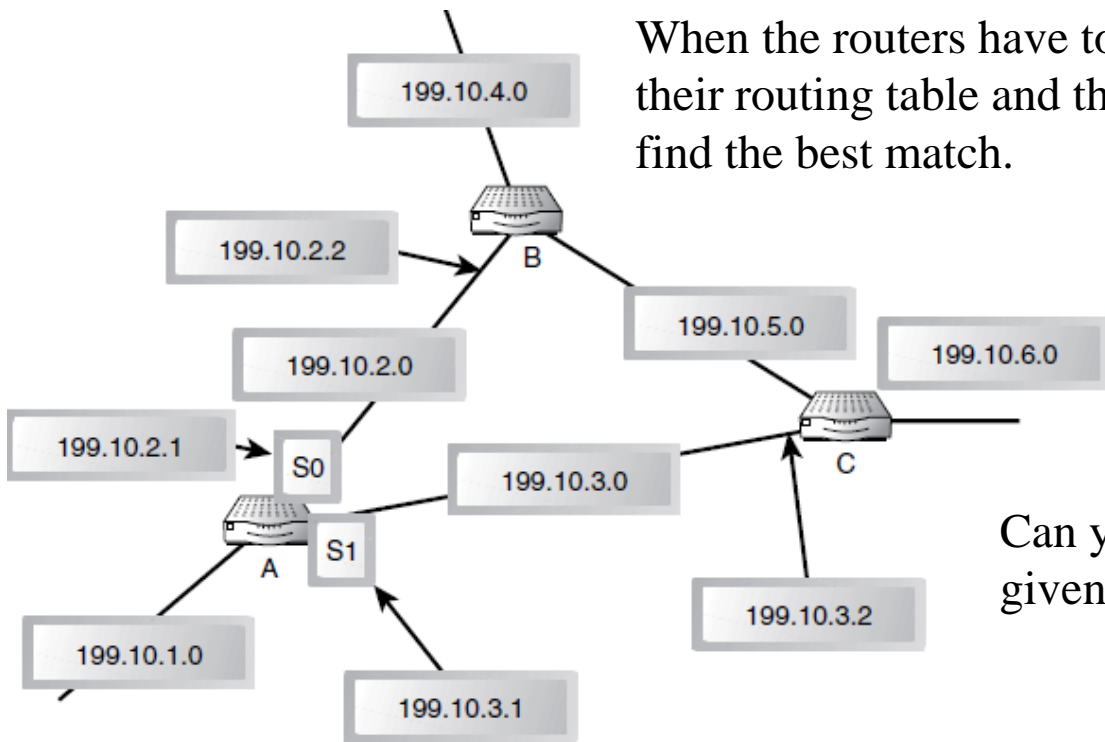 When the routers have to
their routing table and th
find the best match.
199.10.4.0
199.10.2.2
B
199.10.5.0
199.10.2.0
199.10.6.0
199.10.2.1
S0
199.10.3.0
C
S1
A
Can y
given
199.10.3.2
199.10.1.0
199.10.3.1